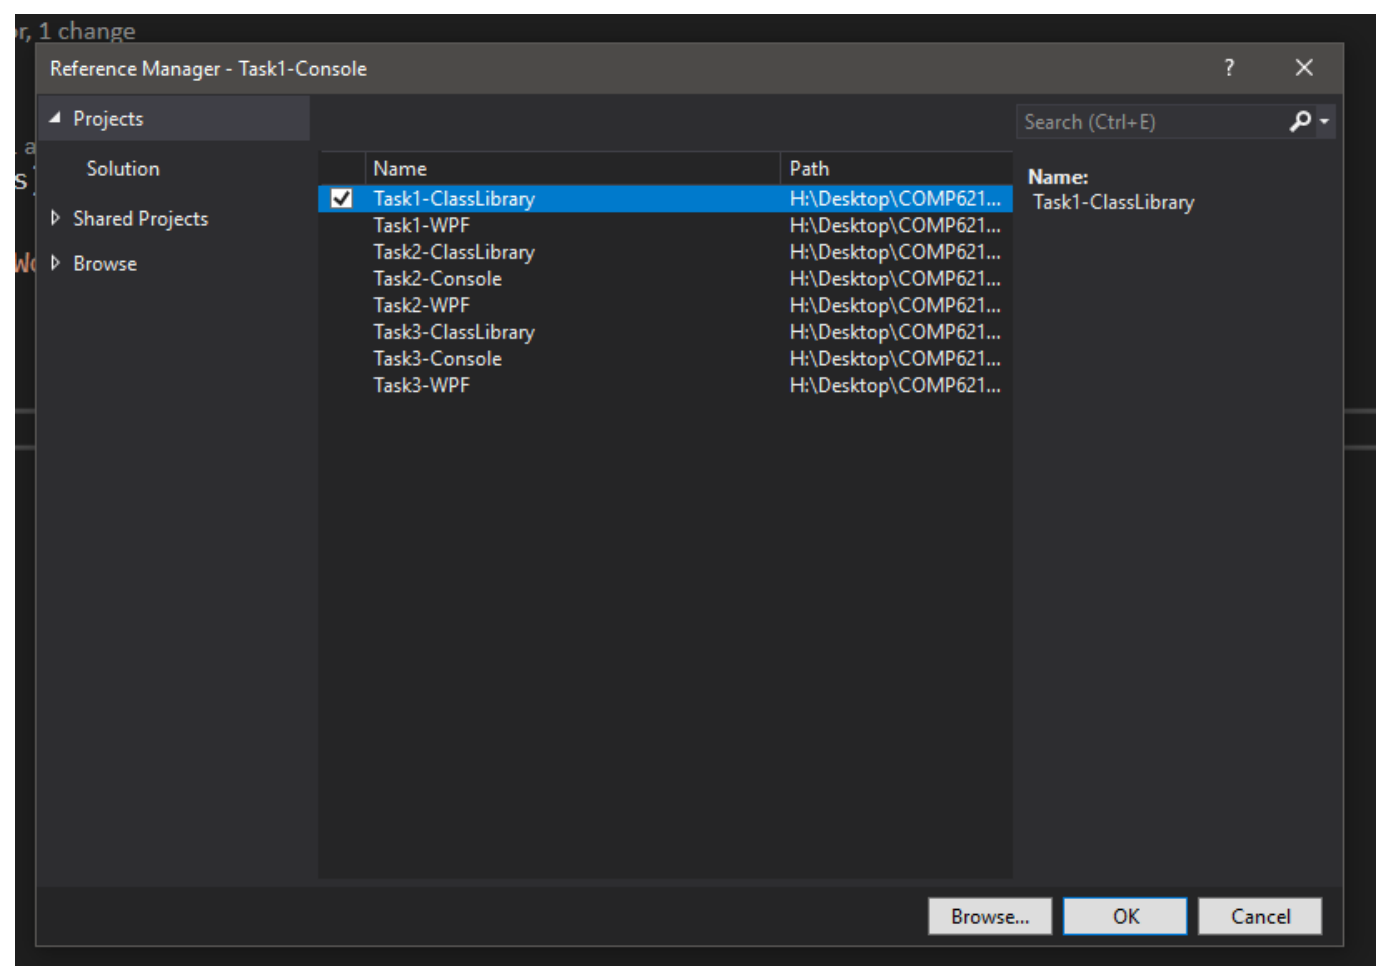 r, 1 change
Reference Manager - Task1-Console ?
Projects
Search (Ctrl+E)
a
Solution
Name Path
Name:
s
Task1-ClassLibrary H:\Desktop\COMP621...
Task1-ClassLibrary
Shared Projects
Task1-WPF H:\Desktop\COMP621...
Task2-ClassLibrary H:\Desktop\COMP621...
Wo
Browse
Task2-Console H:\Desktop\COMP621...
Task2-WPF H:\Desktop\COMP621...
Task3-ClassLibrary H:\Desktop\COMP621...
Task3-Console H:\Desktop\COMP621...
Task3-WPF H:\Desktop\COMP621...
Browse... OK Cancel